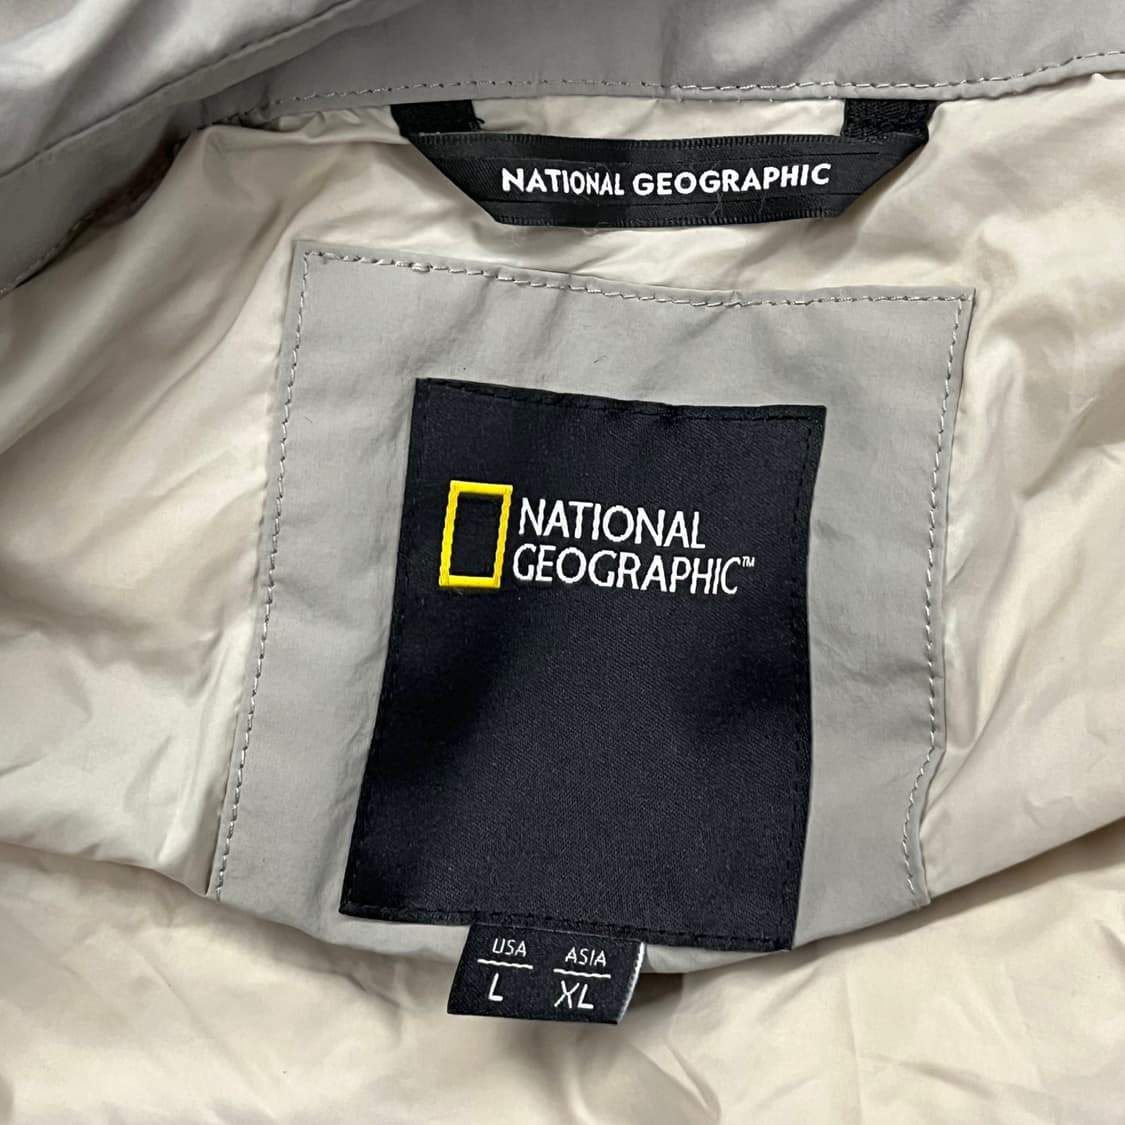 NATIONAL GEOGRAPHIC
NATIONAL
GEOGRAPHIC™
USA ASIA
L XL